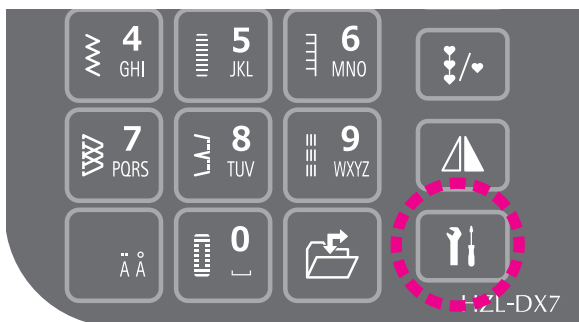 4 5 6
GHI JKL MNO
7 8 9
PQRS TUV WXYZ
0
Ä Å
HZL-DX7